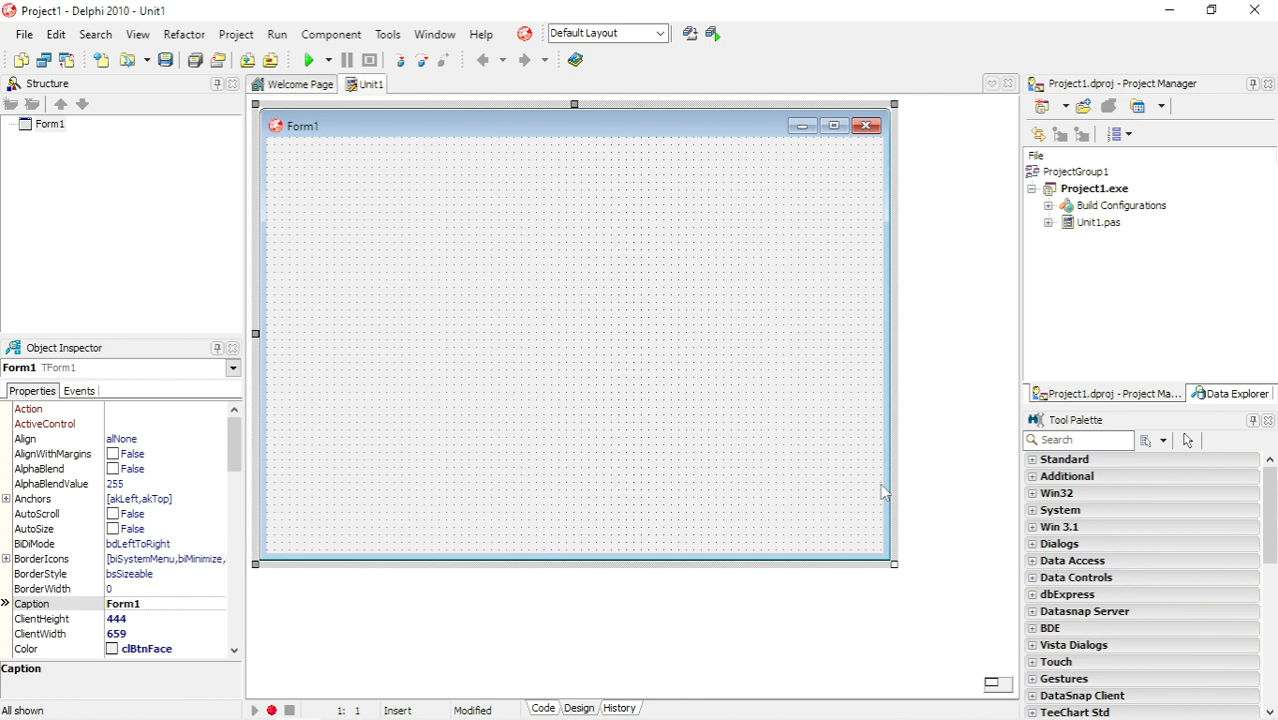 Project1 - Delphi 2010 - Unit1
File Edit Search View Refactor Project Run Component Tools Window Help Default Layout
Structure
Form1
Object Inspector
Form1 TForm1
Properties Events
Action
ActiveControl
Align alNone
AlignWithMargins False
AlphaBlend False
AlphaBlendValue 255
Anchors [akLeft,akTop]
AutoScroll False
AutoSize False
BiDiMode bdLeftToRight
BorderIcons [biSystemMenu,biMinimize,
BorderStyle bsSizeable
BorderWidth 0
Caption Form1
ClientHeight 444
ClientWidth 659
Color clBtnFace
Caption
All shown
Welcome Page Unit1
Form1
1: 1 Insert Modified Code Design History
Project1.dproj - Project Manager
File
ProjectGroup1
Project1.exe
Build Configurations
Unit1.pas
Project1.dproj - Project Ma... Data Explorer
Tool Palette
Search
Standard
Additional
Win32
System
Win 3.1
Dialogs
Data Access
Data Controls
dbExpress
Datasnap Server
BDE
Vista Dialogs
Touch
Gestures
DataSnap Client
TeeChart Std